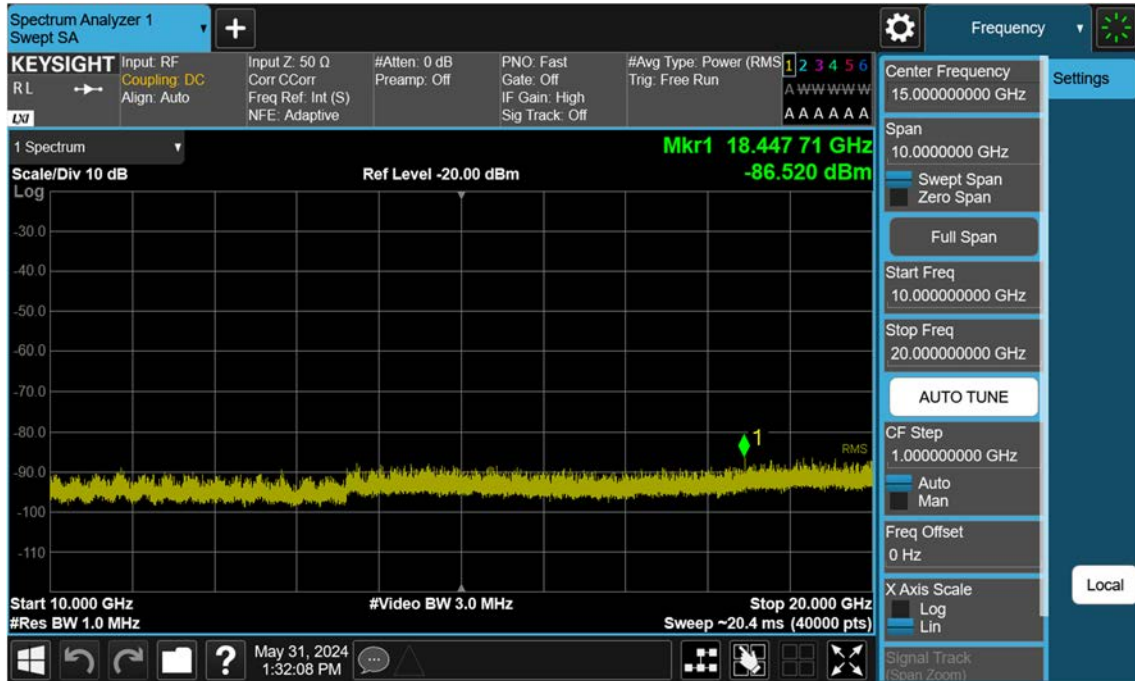 Spectrum Analyzer 1
Swept SA
+
Frequency
KEYSIGHT
R L
LXI
Input: RF
Coupling: DC
Align: Auto
Input Z: 50 Ω
Corr CCorr
Freq Ref: Int (S)
NFE: Adaptive
#Atten: 0 dB
Preamp: Off
PNO: Fast
Gate: Off
IF Gain: High
Sig Track: Off
#Avg Type: Power (RMS
Trig: Free Run
1 2 3 4 5 6
A W W W W W
A A A A A A
1 Spectrum
Scale/Div 10 dB
Ref Level -20.00 dBm
Mkr1 18.447 71 GHz
-86.520 dBm
Log
-30.0
-40.0
-50.0
-60.0
-70.0
-80.0
-90.0
-100
-110
1
RMS
Start 10.000 GHz
#Video BW 3.0 MHz
Stop 20.000 GHz
#Res BW 1.0 MHz
Sweep ~20.4 ms (40000 pts)
Center Frequency
15.000000000 GHz
Span
10.0000000 GHz
Swept Span
Zero Span
Full Span
Start Freq
10.000000000 GHz
Stop Freq
20.000000000 GHz
AUTO TUNE
CF Step
1.000000000 GHz
Auto
Man
Freq Offset
0 Hz
X Axis Scale
Log
Lin
Signal Track
(Span Zoom)
Settings
Local
?
May 31, 2024
1:32:08 PM